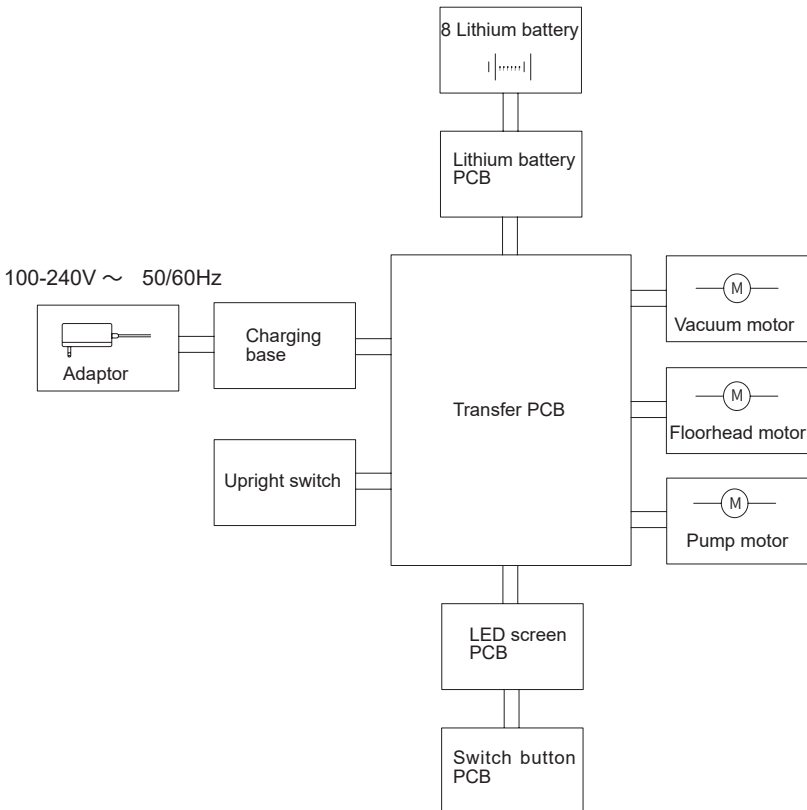 8 Lithium battery
Lithium battery
PCB
100-240V ～ 50/60Hz
Adaptor
Charging
base
Upright switch
Transfer PCB
M
Vacuum motor
M
Floorhead motor
M
Pump motor
LED screen
PCB
Switch button
PCB